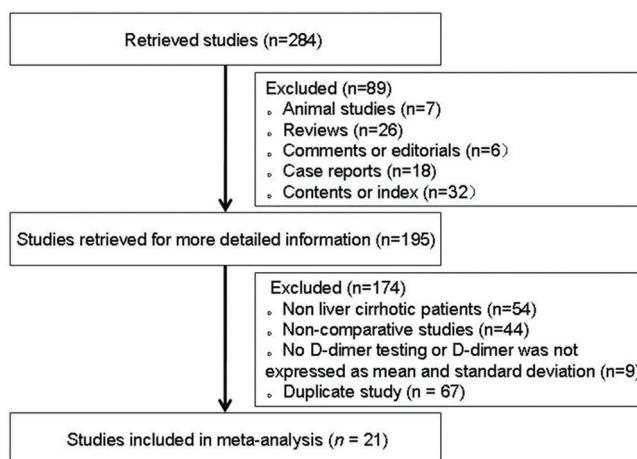 Retrieved studies (n=284)
Excluded (n=89)
。Animal studies (n=7)
。Reviews (n=26)
。Comments or editorials (n=6）
。Case reports (n=18)
。Contents or index (n=32）
Studies retrieved for more detailed information (n=195)
Excluded (n=174)
。Non liver cirrhotic patients (n=54)
。Non-comparative studies (n=44)
。No D-dimer testing or D-dimer was not
expressed as mean and standard deviation (n=9)
。Duplicate study (n = 67)
Studies included in meta-analysis (n = 21)